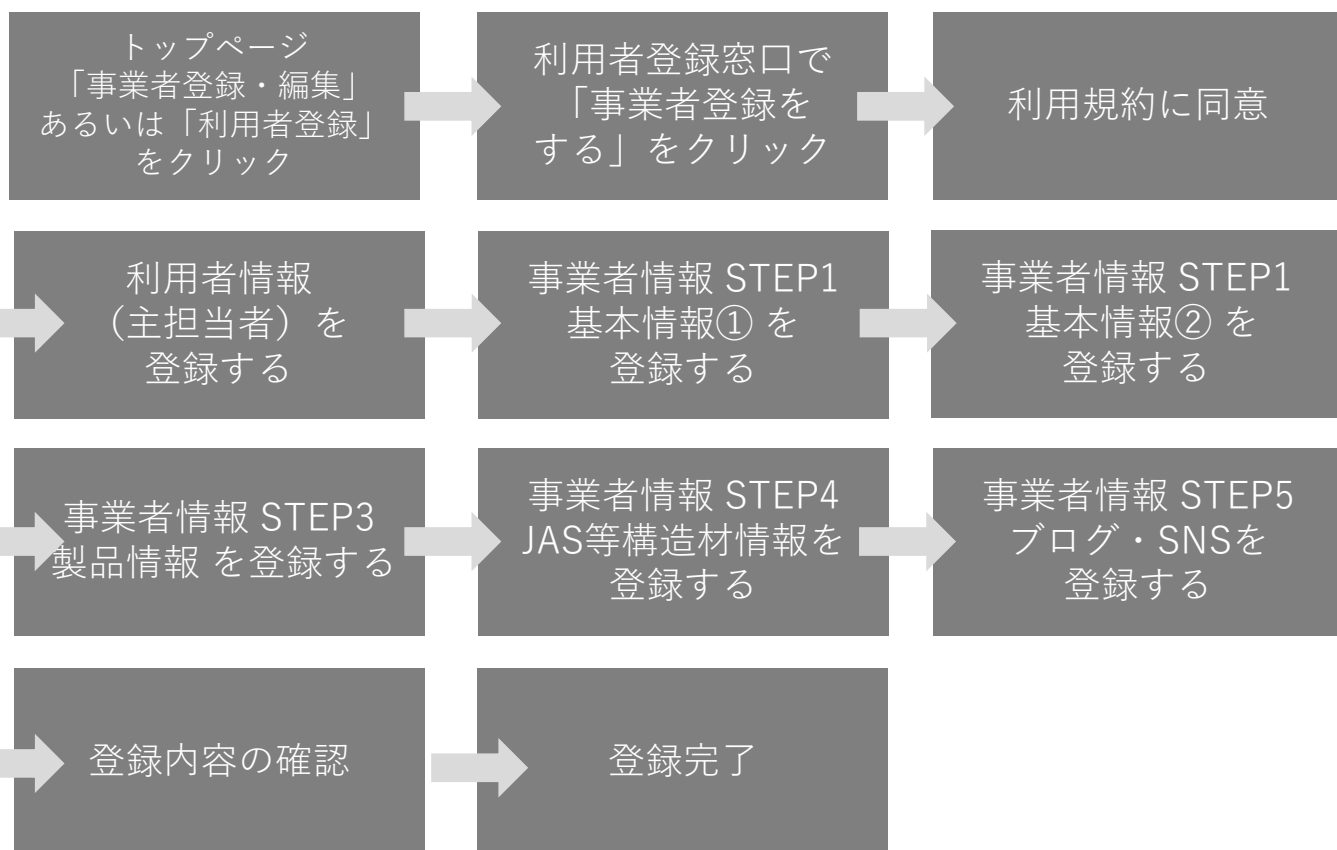 トップページ
「事業者登録・編集」
あるいは「利用者登録」
をクリック
利用者登録窓口で
「事業者登録を
する」をクリック
利用規約に同意
利用者情報
（主担当者）を
登録する
事業者情報 STEP1
基本情報① を
登録する
事業者情報 STEP1
基本情報② を
登録する
事業者情報 STEP3
製品情報 を登録する
事業者情報 STEP4
JAS等構造材情報を
登録する
事業者情報 STEP5
ブログ・SNSを
登録する
登録内容の確認
登録完了